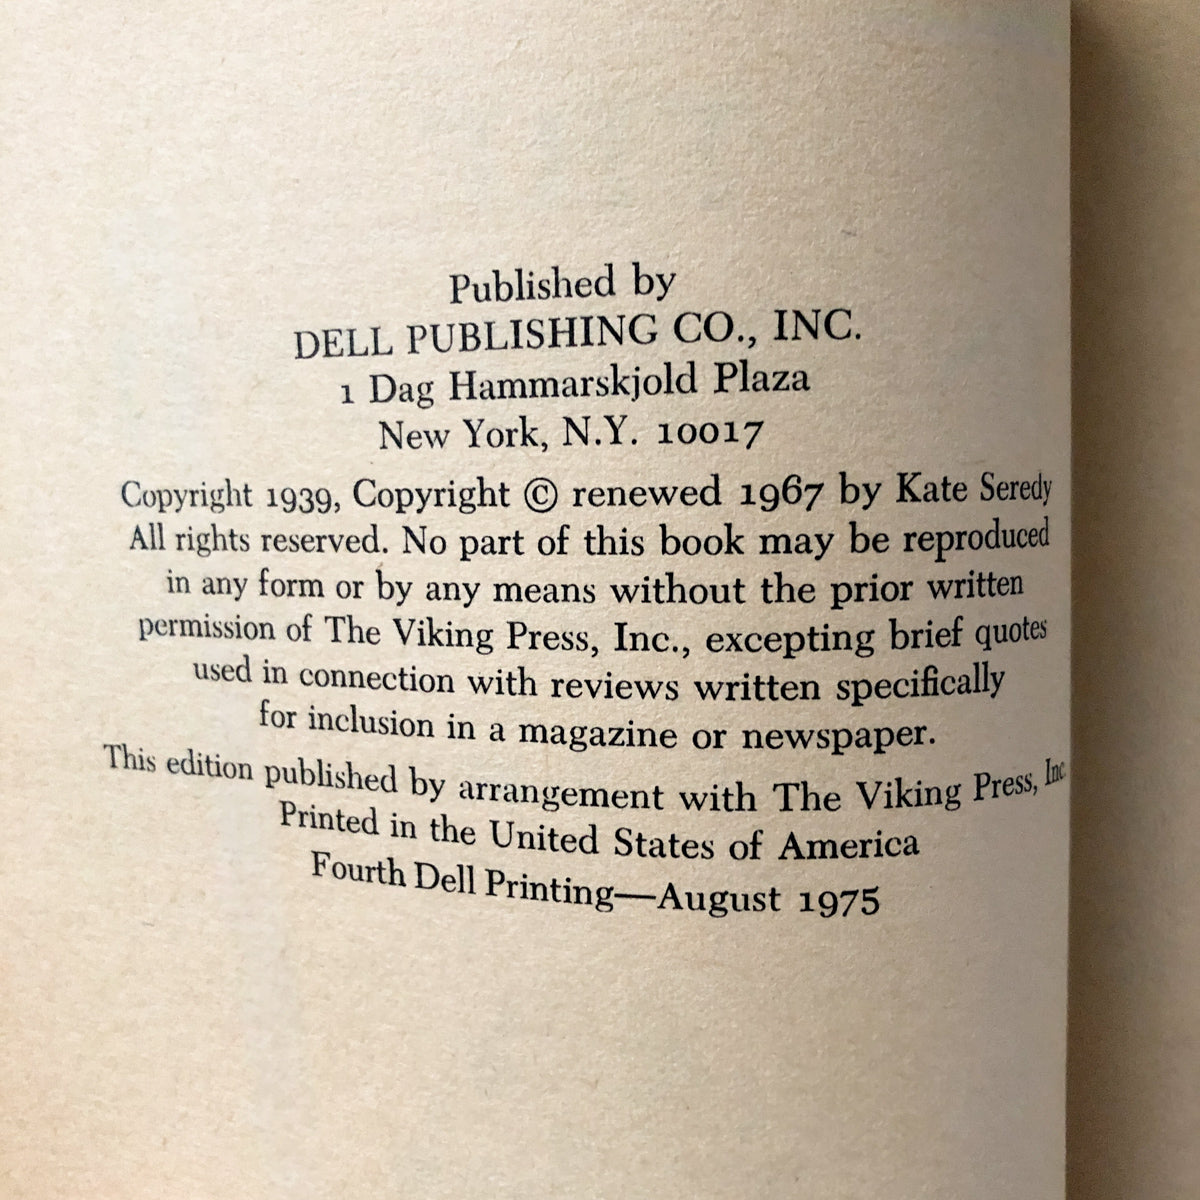 Published by
DELL PUBLISHING CO., INC.
1 Dag Hammarskjold Plaza
New York, N.Y. 10017
Copyright 1939, Copyright © renewed 1967 by Kate Seredy
All rights reserved. No part of this book may be reproduced
in any form or by any means without the prior written
permission of The Viking Press, Inc., excepting brief quotes
used in connection with reviews written specifically
for inclusion in a magazine or newspaper.
This edition published by arrangement with The Viking Press, Inc.
Printed in the United States of America
Fourth Dell Printing—August 1975